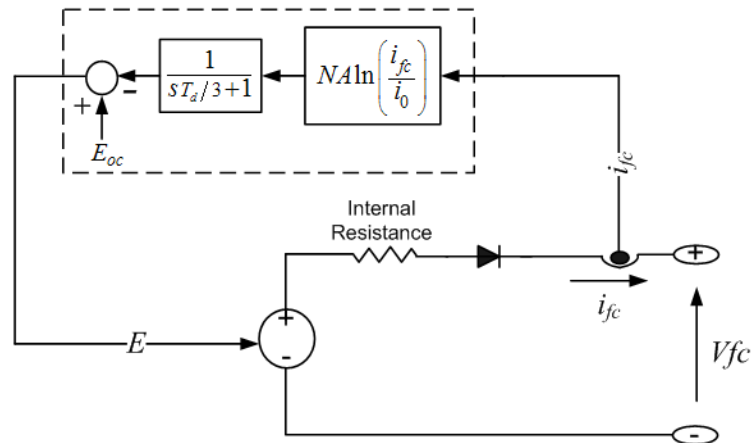 1 / (sT_d/3+1)
NA ln(i_fc / i_0)
+
-
E_oc
i_fc
Internal
Resistance
+
i_fc
+
-
E
Vfc
-